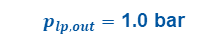 p_lp,out = 1.0 bar